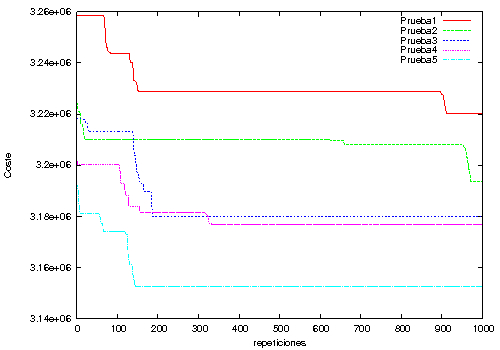 3.26e+06
3.24e+06
3.22e+06
3.2e+06
3.18e+06
3.16e+06
3.14e+06
Coste
Prueba1
Prueba2
Prueba3
Prueba4
Prueba5
0 100 200 300 400 500 600 700 800 900 1000
repeticiones